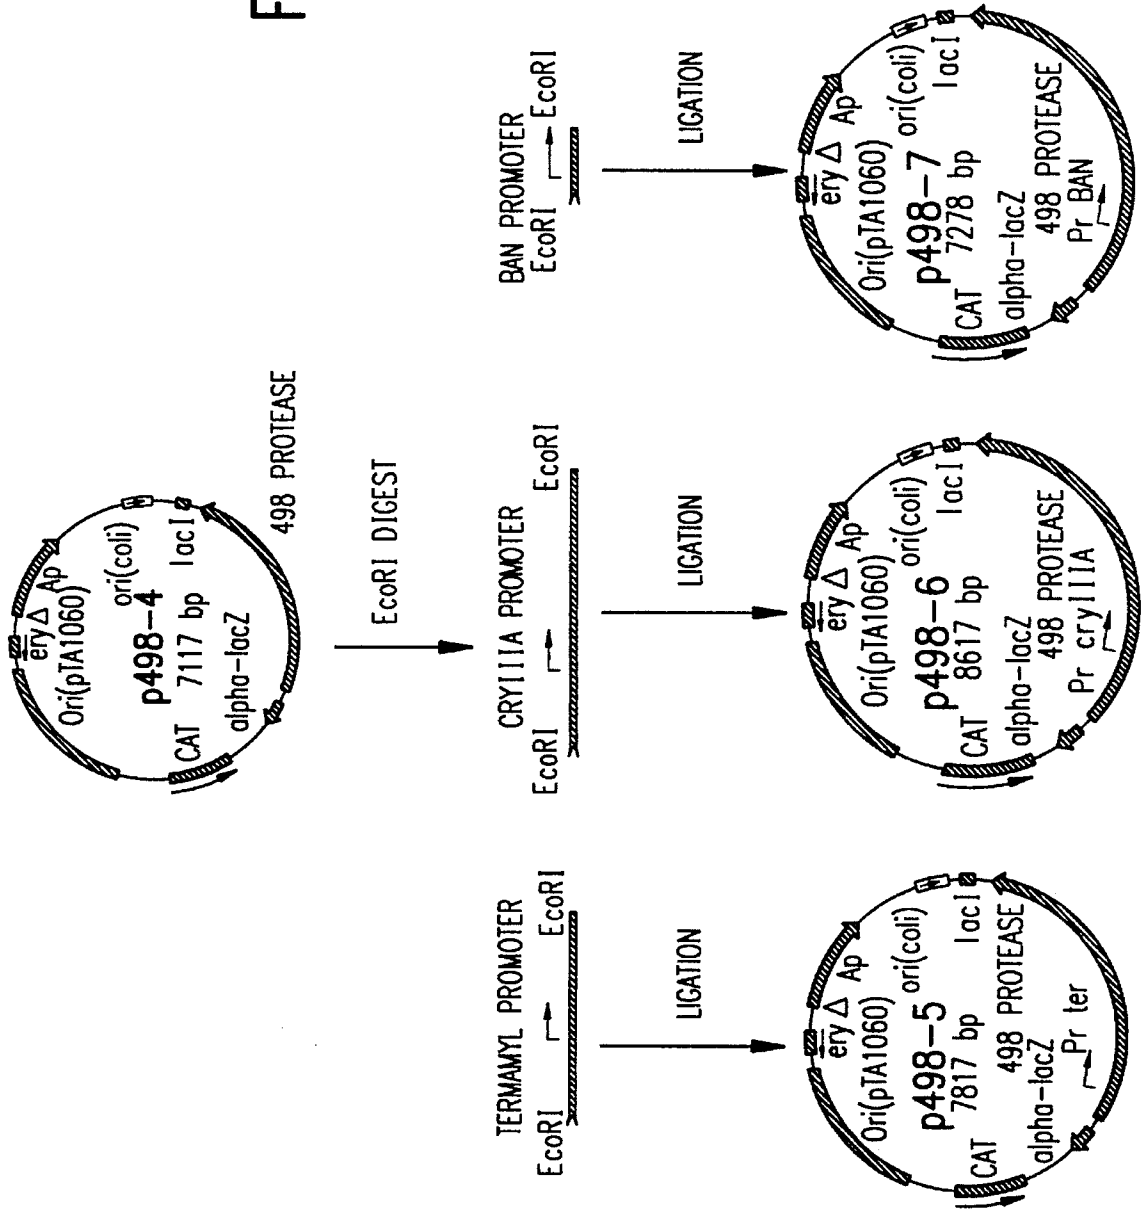 F
ery Δ
Ap
Ori(pTA1060)
ori(coli)
p498-4
7117 bp
lacI
CAT
alpha-lacZ
498 PROTEASE
EcoRI DIGEST
TERMAMYL PROMOTER
EcoRI
EcoRI
CRYIIIA PROMOTER
EcoRI
EcoRI
BAN PROMOTER
EcoRI
EcoRI
LIGATION
LIGATION
LIGATION
ery Δ
Ap
Ori(pTA1060)
ori(coli)
p498-5
7817 bp
lacI
CAT
498 PROTEASE
alpha-lacZ
Pr ter
ery Δ
Ap
Ori(pTA1060)
ori(coli)
p498-6
8617 bp
lacI
CAT
alpha-lacZ
498 PROTEASE
Pr cryIIIA
ery Δ
Ap
Ori(pTA1060)
ori(coli)
p498-7
7278 bp
lacI
CAT
alpha-lacZ
498 PROTEASE
Pr BAN